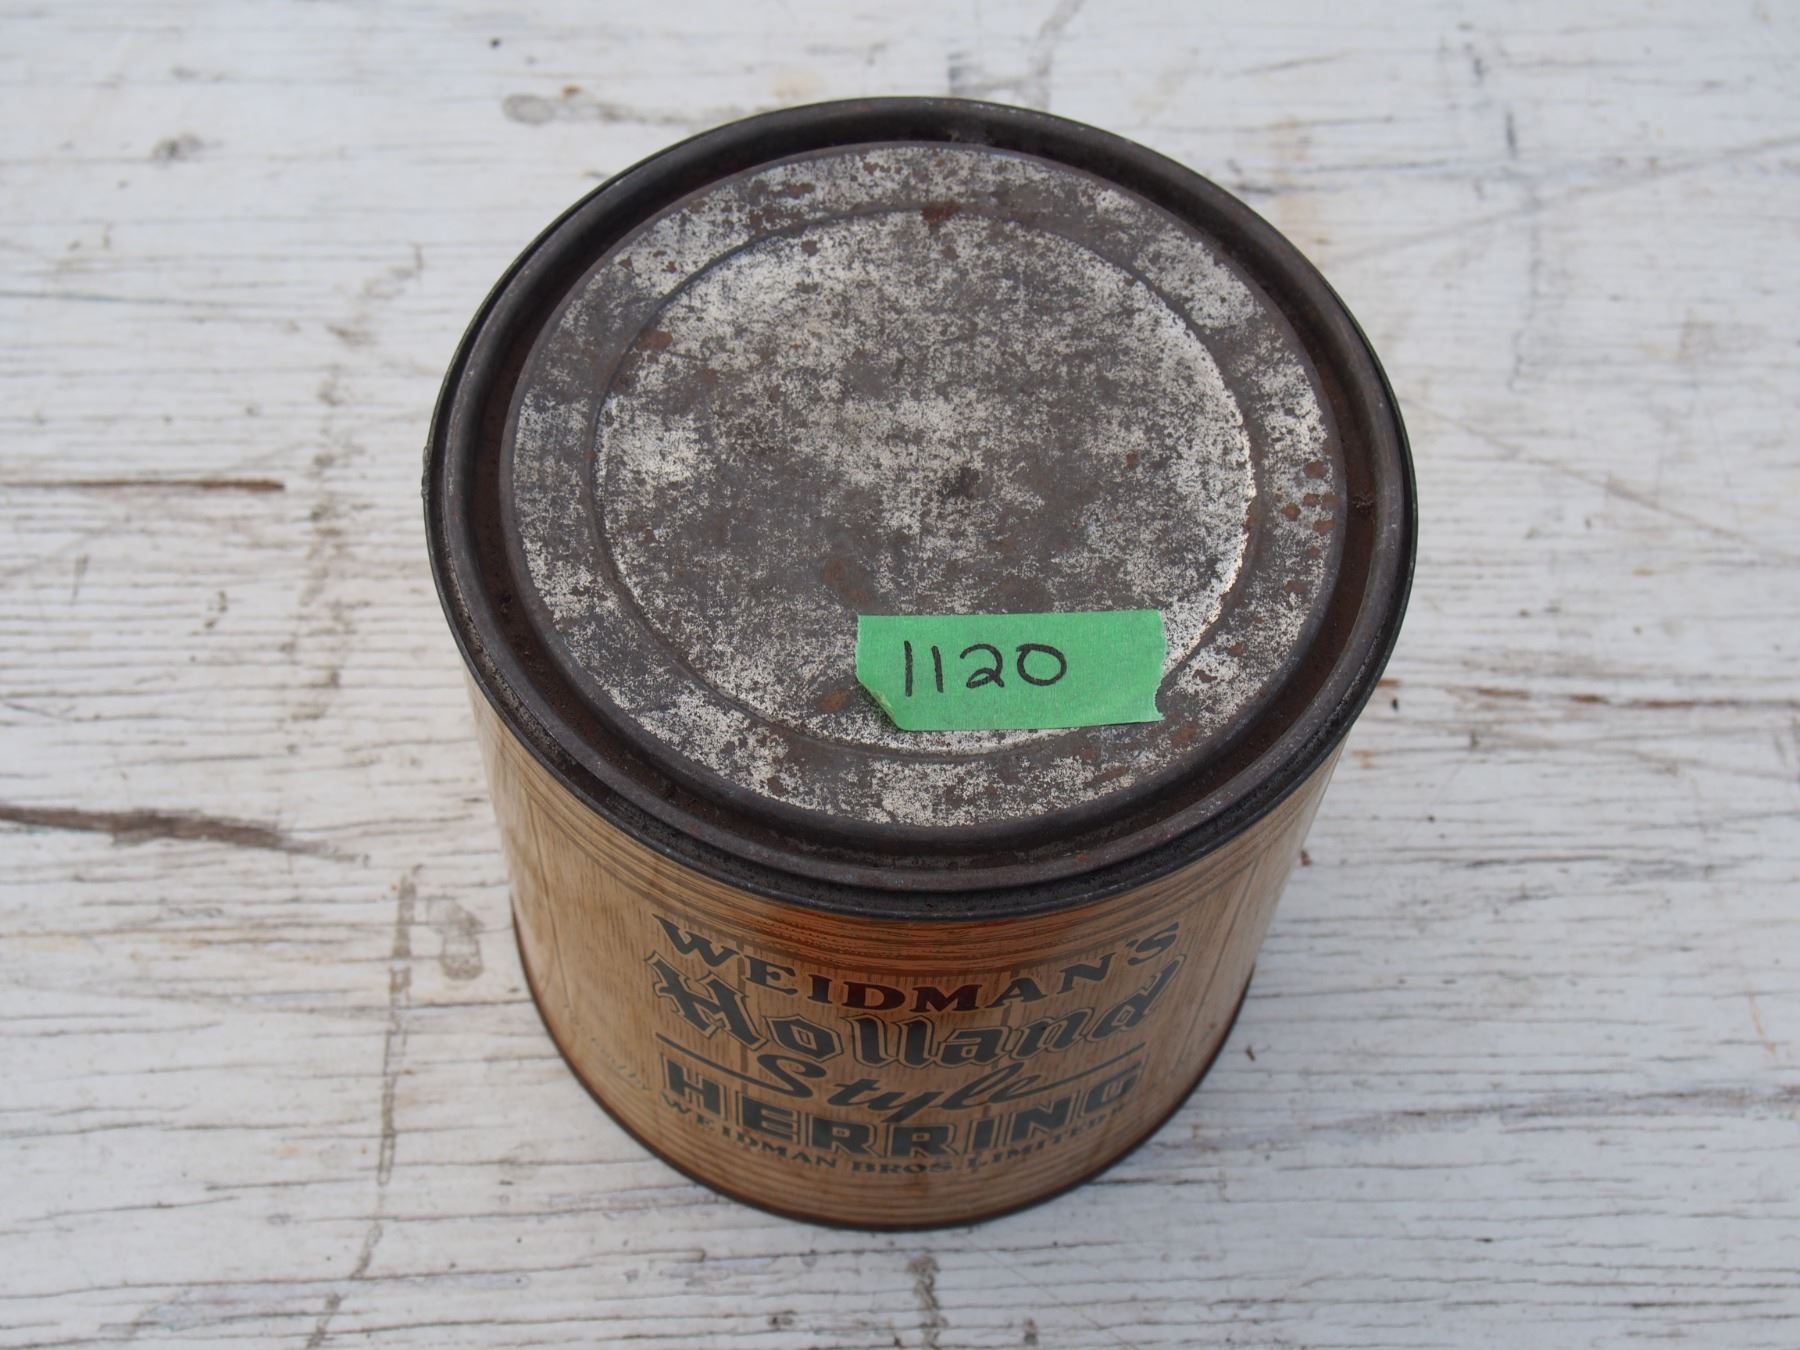 1120
WEIDMAN'S
Holland
Style
HERRING
WEIDMAN BROS. LIMITED